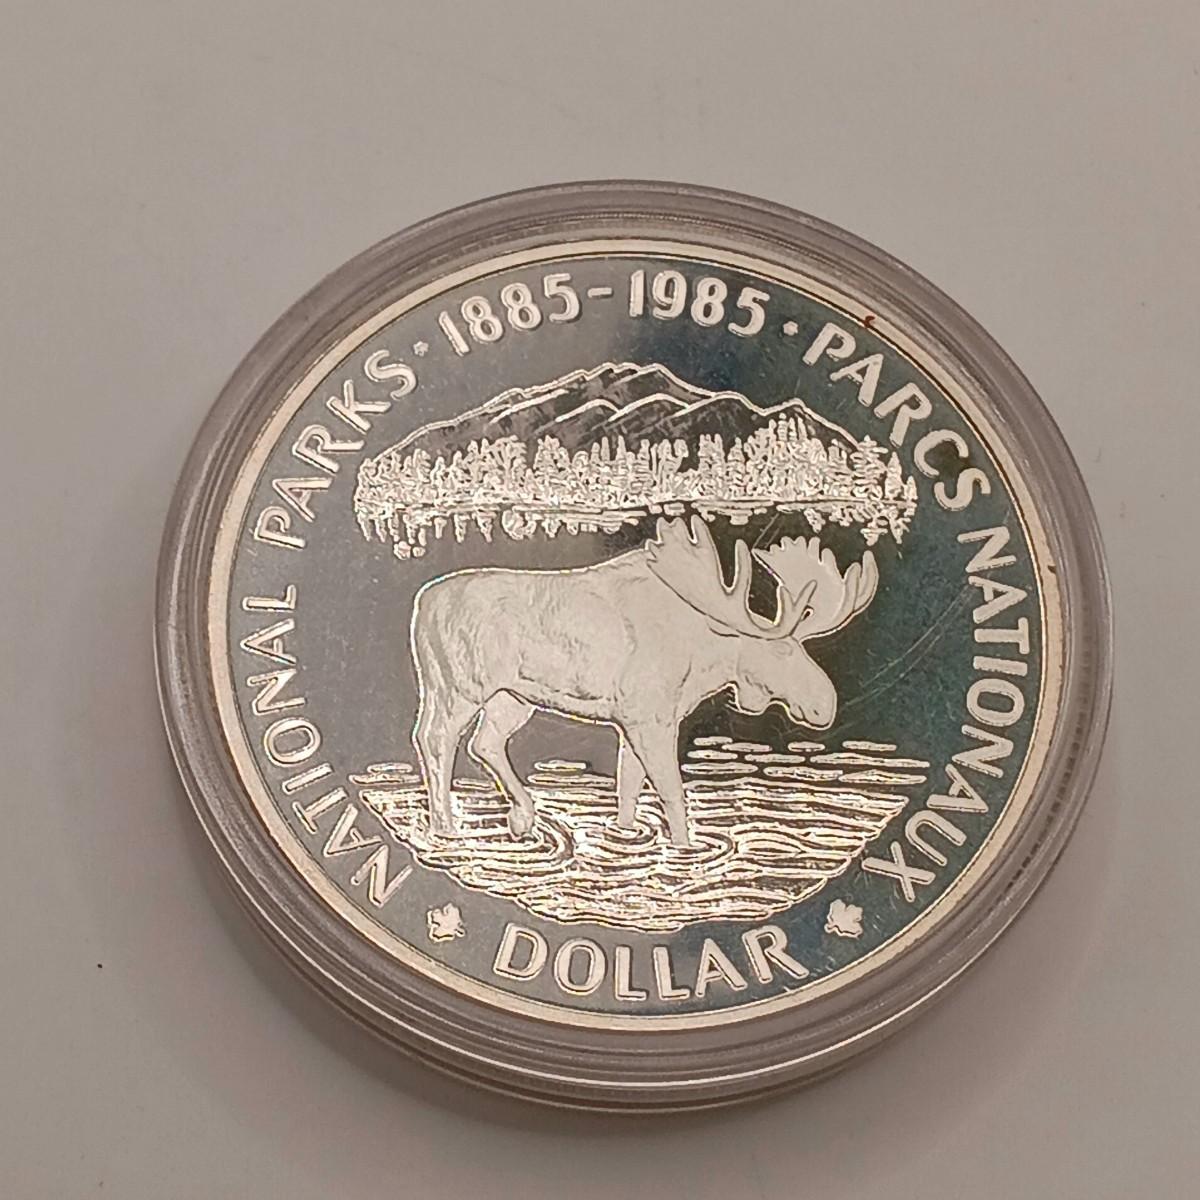 NATIONAL PARKS · 1885-1985 · PARCS NATIONAUX
DOLLAR